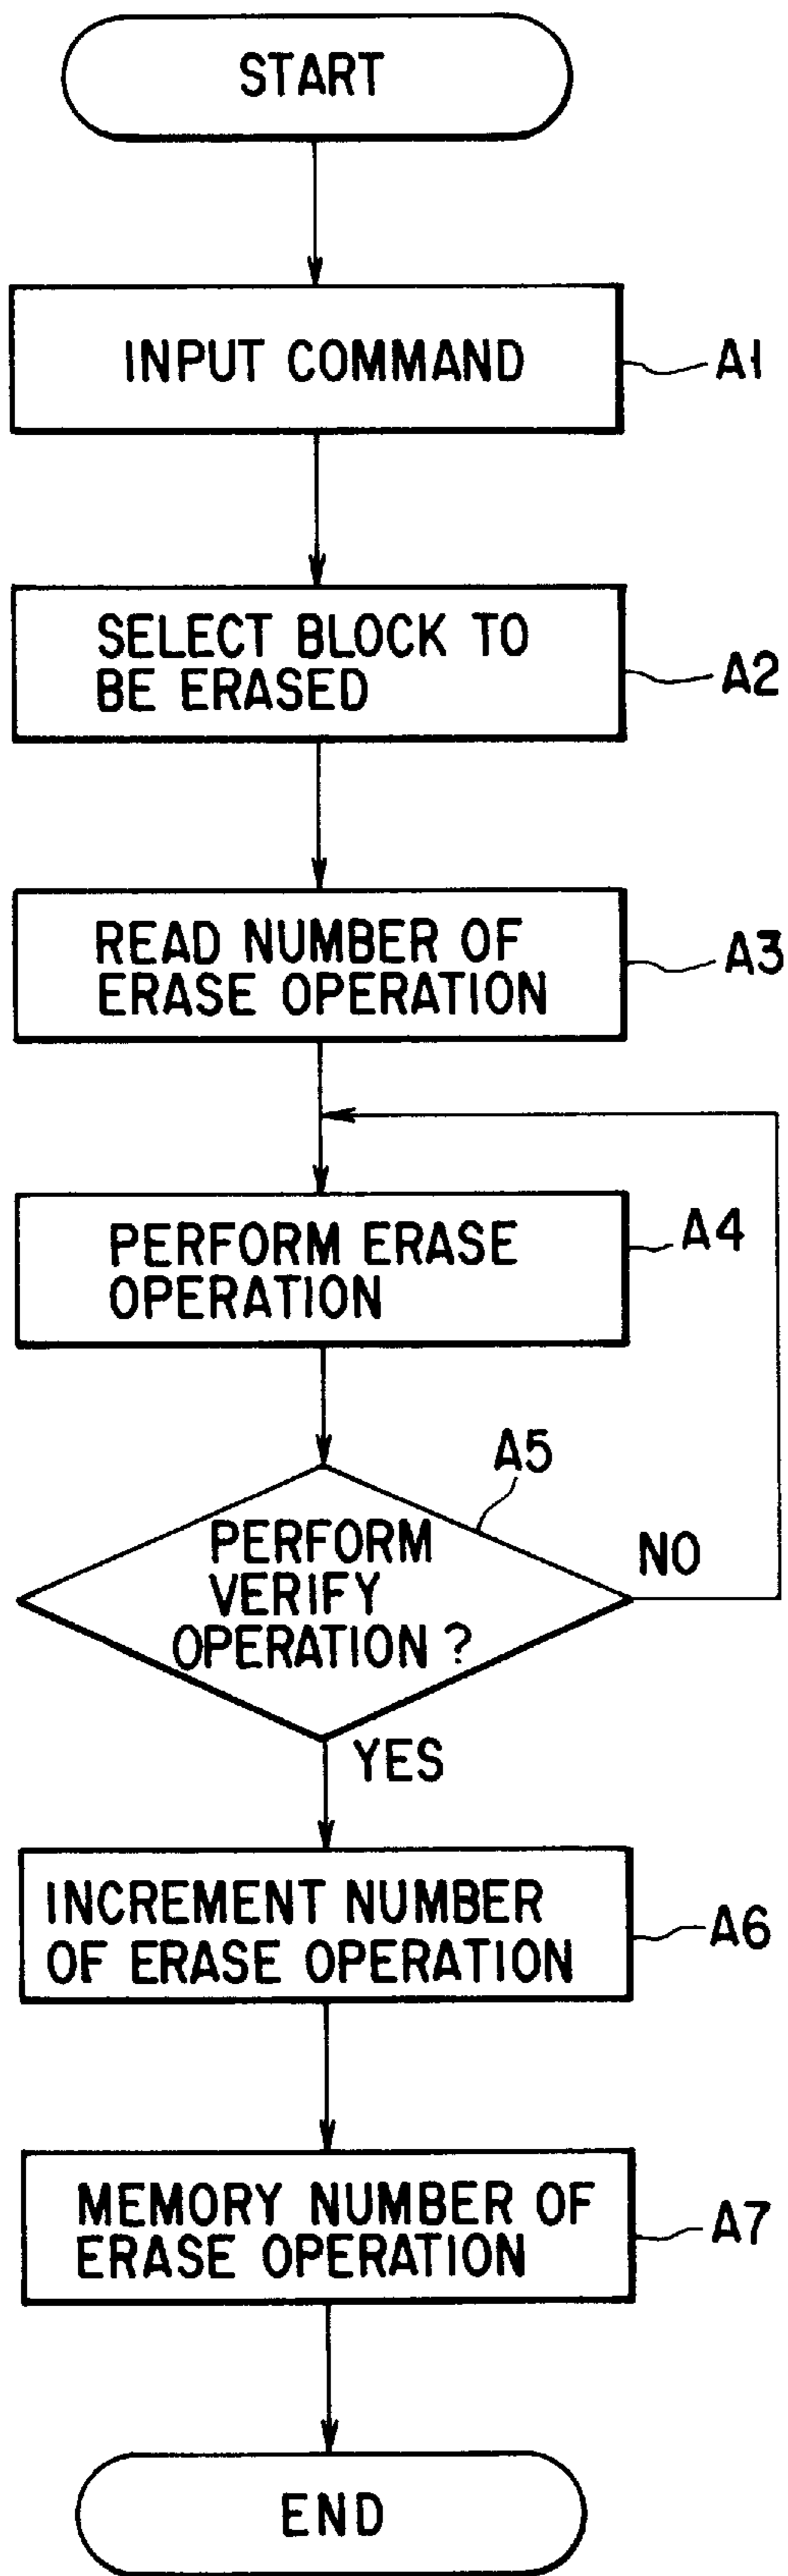 START
INPUT COMMAND
A1
SELECT BLOCK TO
BE ERASED
A2
READ NUMBER OF
ERASE OPERATION
A3
PERFORM ERASE
OPERATION
A4
A5
PERFORM
VERIFY
OPERATION ?
NO
YES
INCREMENT NUMBER
OF ERASE OPERATION
A6
MEMORY NUMBER OF
ERASE OPERATION
A7
END